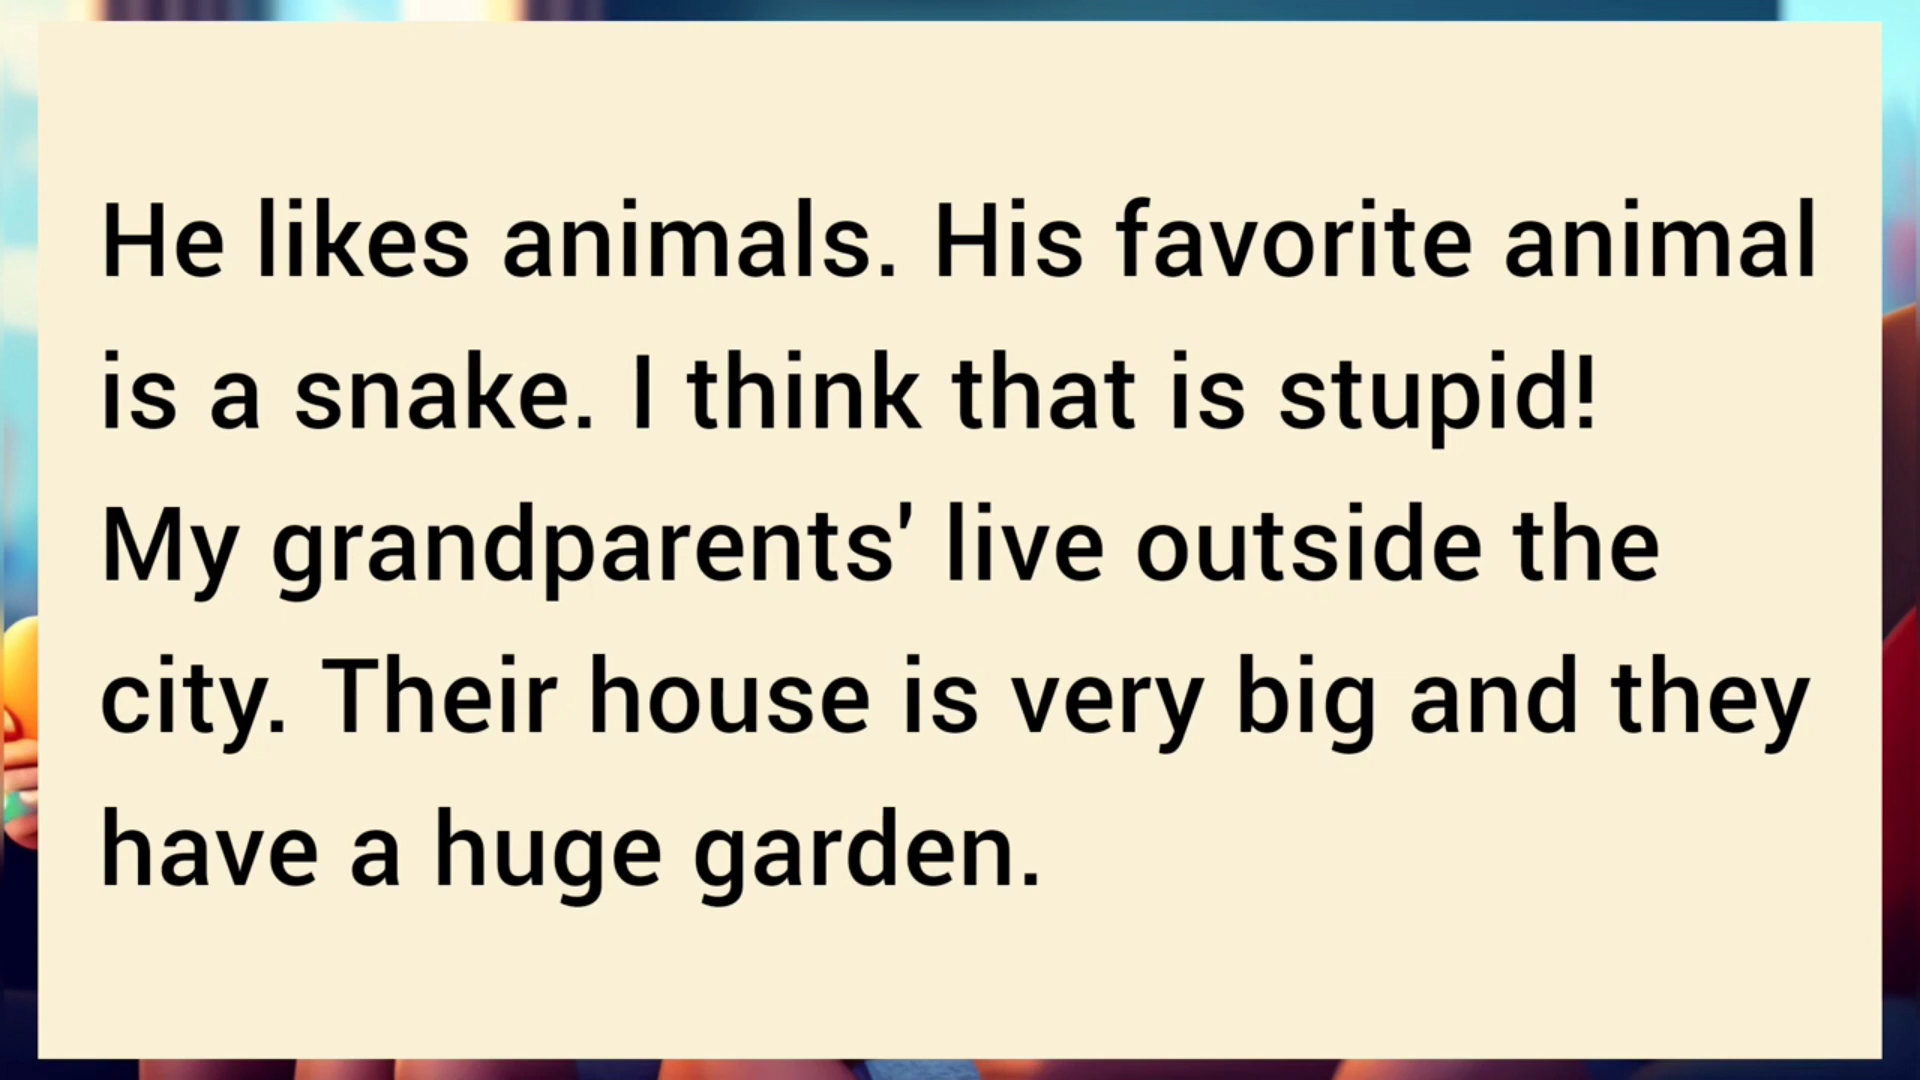 He likes animals. His favorite animal
is a snake. I think that is stupid!
My grandparents' live outside the
city. Their house is very big and they
have a huge garden.